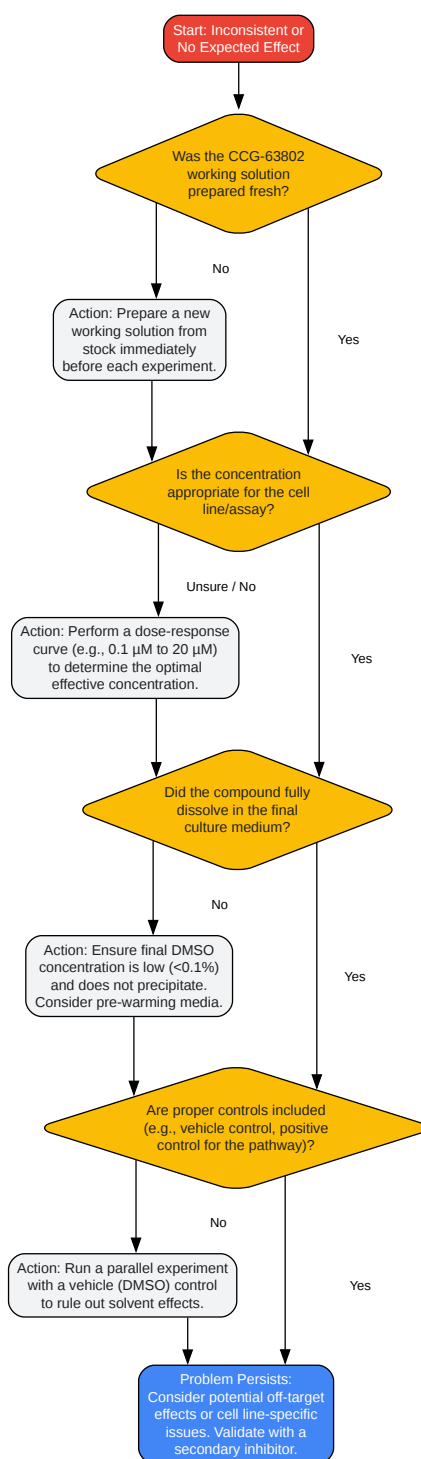 Start: Inconsistent or
No Expected Effect
Was the CCG-63802
working solution
prepared fresh?
No
Action: Prepare a new
working solution from
stock immediately
before each experiment.
Yes
Is the concentration
appropriate for the cell
line/assay?
Unsure / No
Action: Perform a dose-response
curve (e.g., 0.1 µM to 20 µM)
to determine the optimal
effective concentration.
Yes
Did the compound fully
dissolve in the final
culture medium?
No
Action: Ensure final DMSO
concentration is low (<0.1%)
and does not precipitate.
Consider pre-warming media.
Yes
Are proper controls included
(e.g., vehicle control, positive
control for the pathway)?
No
Action: Run a parallel experiment
with a vehicle (DMSO) control
to rule out solvent effects.
Yes
Problem Persists:
Consider potential off-target
effects or cell line-specific
issues. Validate with a
secondary inhibitor.